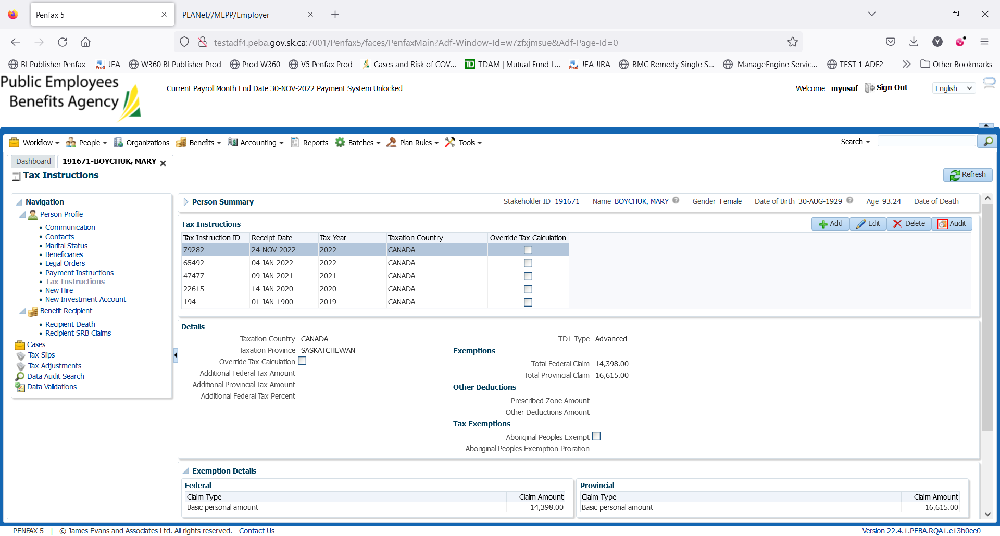 Penfax 5
PLANet//MEPP/Employer
testadf4.peba.gov.sk.ca:7001/Penfax5/faces/PenfaxMain?Adf-Window-Id=w7zfxjmsue&Adf-Page-Id=0
Y
BI Publisher Penfax
JEA
W360 BI Publisher Prod
Prod W360
V5 Penfax Prod
Cases and Risk of COV...
TDAM | Mutual Fund L...
JEA JIRA
BMC Remedy Single S...
ManageEngine Servic...
TEST 1 ADF2
Other Bookmarks
Public Employees
Benefits Agency
Current Payroll Month End Date 30-NOV-2022 Payment System Unlocked
Welcome myusuf
Sign Out
English
Workflow
People
Organizations
Benefits
Accounting
Reports
Batches
Plan Rules
Tools
Search
Dashboard
191671-BOYCHUK, MARY
Tax Instructions
Refresh
Navigation
Person Profile
Communication
Contacts
Marital Status
Beneficiaries
Legal Orders
Payment Instructions
Tax Instructions
New Hire
New Investment Account
Benefit Recipient
Recipient Death
Recipient SRB Claims
Cases
Tax Slips
Tax Adjustments
Data Audit Search
Data Validations
Person Summary
Stakeholder ID 191671 Name BOYCHUK, MARY Gender Female Date of Birth 30-AUG-1929 Age 93.24 Date of Death
Tax Instructions
Add Edit Delete Audit
Tax Instruction ID Receipt Date Tax Year Taxation Country Override Tax Calculation
79282 24-NOV-2022 2022 CANADA
65492 04-JAN-2022 2022 CANADA
47477 09-JAN-2021 2021 CANADA
22615 14-JAN-2020 2020 CANADA
194 01-JAN-1900 2019 CANADA
Details
Taxation Country CANADA
Taxation Province SASKATCHEWAN
Override Tax Calculation
Additional Federal Tax Amount
Additional Provincial Tax Amount
Additional Federal Tax Percent
TD1 Type Advanced
Exemptions
Total Federal Claim 14,398.00
Total Provincial Claim 16,615.00
Other Deductions
Prescribed Zone Amount
Other Deductions Amount
Tax Exemptions
Aboriginal Peoples Exempt
Aboriginal Peoples Exemption Proration
Exemption Details
Federal
Claim Type Claim Amount
Basic personal amount 14,398.00
Provincial
Claim Type Claim Amount
Basic personal amount 16,615.00
PENFAX 5 | © James Evans and Associates Ltd. All rights reserved. Contact Us
Version 22.4.1.PEBA.RQA1.e13b0ee0